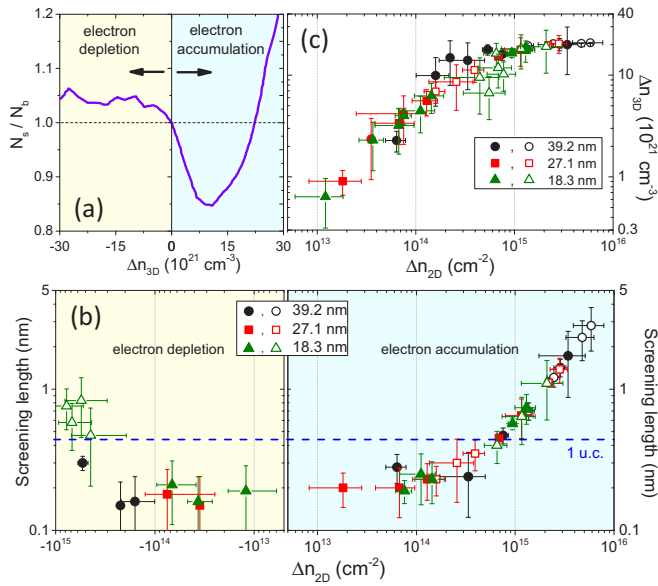 (a)
electron
depletion
electron
accumulation
1.2
1.1
1.0
0.9
0.8
N_s / N_b
-30
-15
0
15
30
Δn_3D (10^21 cm^-3)
(c)
39.2 nm
27.1 nm
18.3 nm
40
10
3
0.3
Δn_3D (10^21 cm^-3)
10^13
10^14
10^15
10^16
Δn_2D (cm^-2)
(b)
, 39.2 nm
, 27.1 nm
, 18.3 nm
electron depletion
electron accumulation
5
1
0.1
Screening length (nm)
1 u.c.
5
1
0.1
Screening length (nm)
-10^15
-10^14
-10^13
10^13
10^14
10^15
10^16
Δn_2D (cm^-2)